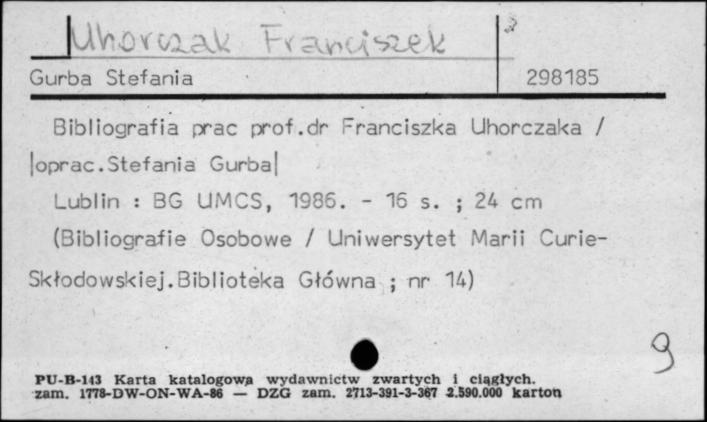 Uhorczak Franciszek
Gurba Stefania 298185
Bibliografia prac prof.dr Franciszka Uhorczaka /
|oprac.Stefania Gurba|
Lublin : BG UMCS, 1986. - 16 s. ; 24 cm
(Bibliografie Osobowe / Uniwersytet Marii Curie-
Skłodowskiej.Biblioteka Główna ; nr 14)
9
PU-B-143 Karta katalogowa wydawnictw zwartych i ciągłych.
zam. 1778-DW-ON-WA-86 — DZG zam. 2713-391-3-367 2.590.000 karton